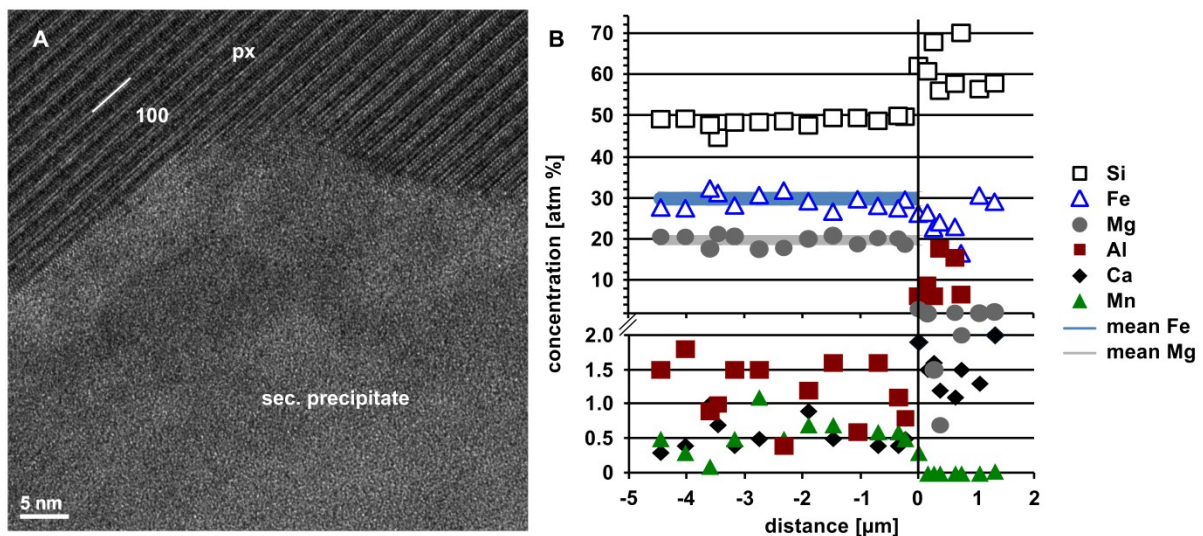 A
px
100
sec. precipitate
5 nm
B
concentration [atm %]
70
60
50
40
30
20
10
2.0
1.5
1.0
0.5
0
-5 -4 -3 -2 -1 0 1 2
distance [µm]
Si
Fe
Mg
Al
Ca
Mn
mean Fe
mean Mg